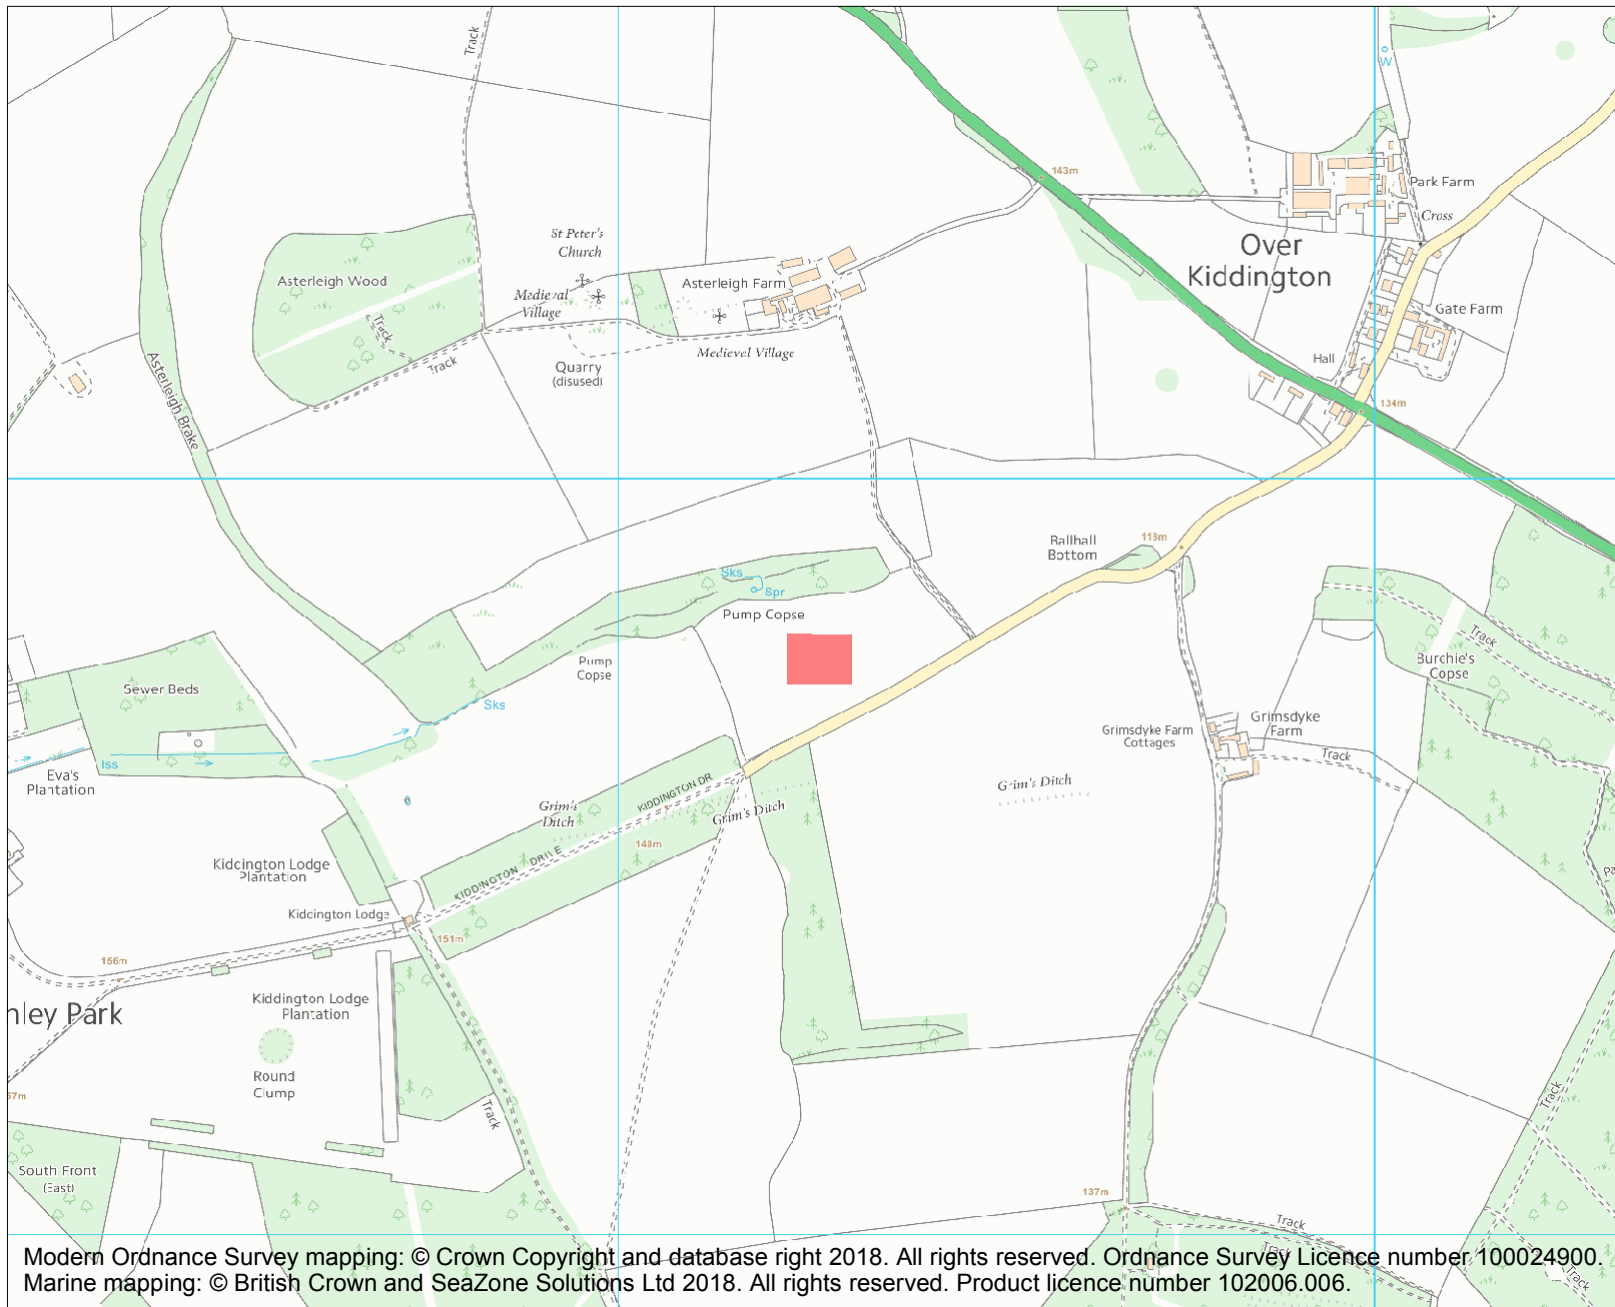 Track
W
143m
Park Farm
Cross
St Peter's
Church
Over
Kiddington
Asterleigh Wood
Asterleigh Farm
Medieval
Village
Gate Farm
Track
Medieval Village
Hall
Track
Quarry
(disused)
Asterleigh Brake
134m
Ballhall
Bottom
113m
Sks
Spr
Pump Copse
Track
Pump
Copse
Burchie's
Copse
Sewer Beds
Sks
Grimsdyke
Farm
Grimsdyke Farm
Cottages
Track
Iss
Eva's
Plantation
KIDDINGTON DR
Grim's Ditch
Grim's
Ditch
Grim's Ditch
148m
KIDDINGTON DRIVE
Kidcington Lodge
Plantation
Pa
Kidcington Lodge
151m
156m
Kiddington Lodge
Plantation
nley Park
Round
Clump
57m
Track
Track
South Front
(East)
137m
Track
Track
Track
Modern Ordnance Survey mapping: © Crown Copyright and database right 2018. All rights reserved. Ordnance Survey Licence number 100024900.
Marine mapping: © British Crown and SeaZone Solutions Ltd 2018. All rights reserved. Product licence number 102006.006.